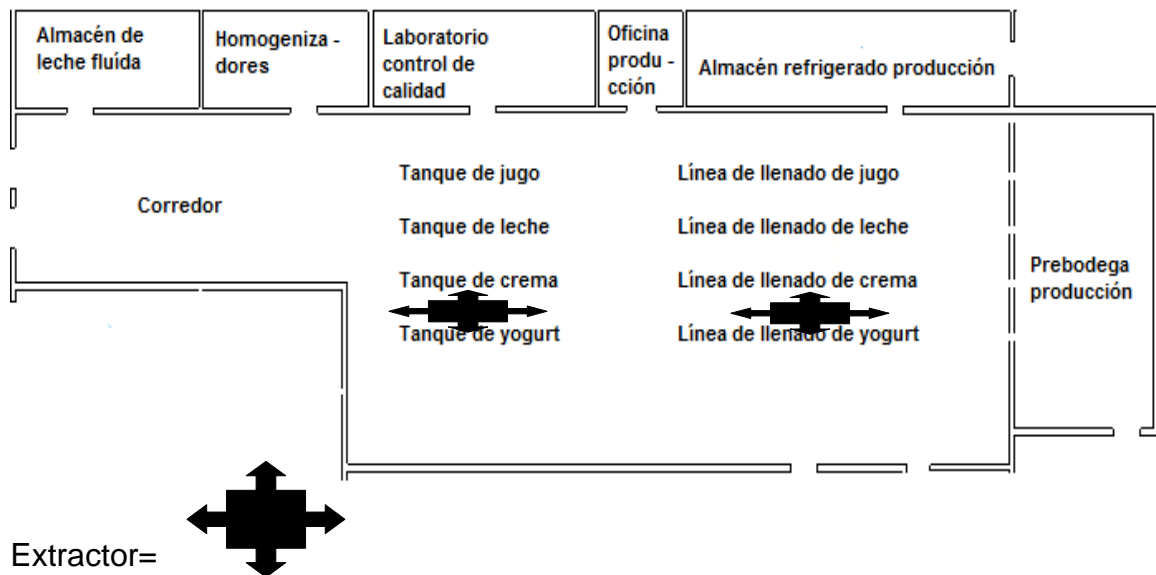 Almacén de
leche fluída
Homogeniza -
dores
Laboratorio
control de
calidad
Oficina
produ -
cción
Almacén refrigerado producción
Corredor
Tanque de jugo
Tanque de leche
Tanque de crema
Tanque de yogurt
Línea de llenado de jugo
Línea de llenado de leche
Línea de llenado de crema
Línea de llenado de yogurt
Prebodega
producción
Extractor=